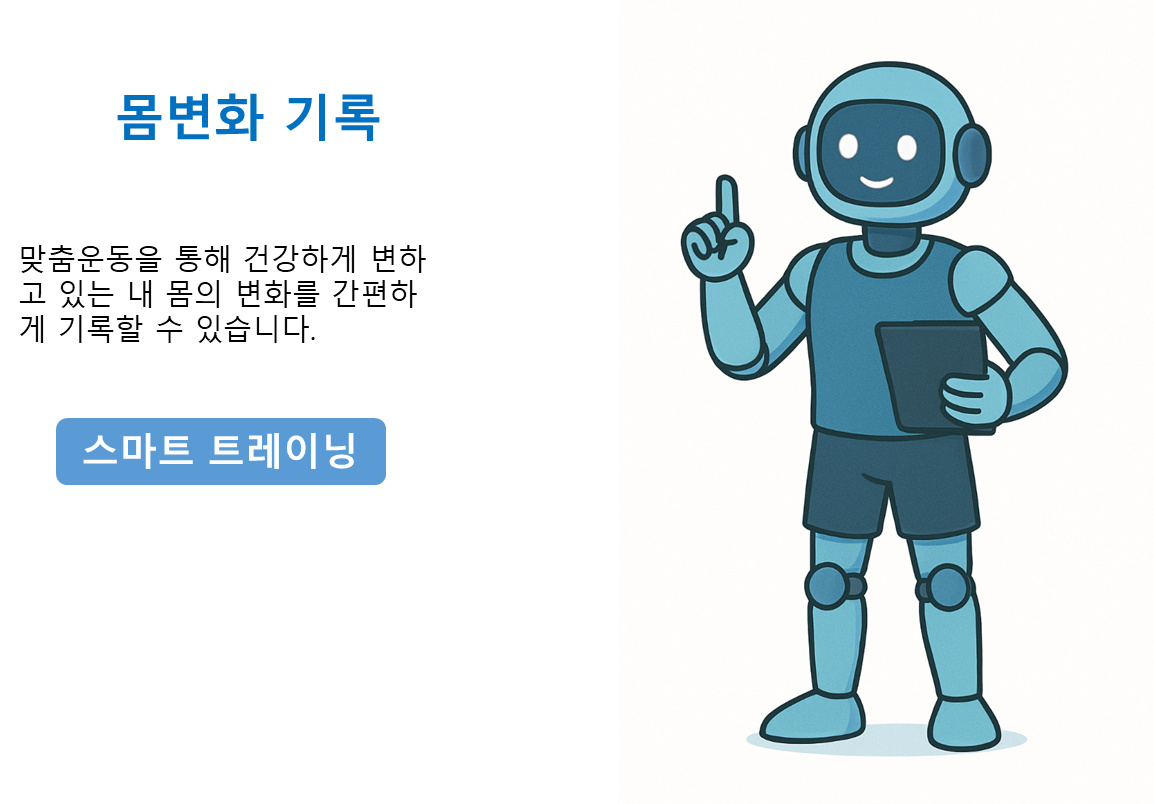 몸변화 기록
맞춤운동을 통해 건강하게 변하
고 있는 내 몸의 변화를 간편하
게 기록할 수 있습니다.
스마트 트레이닝